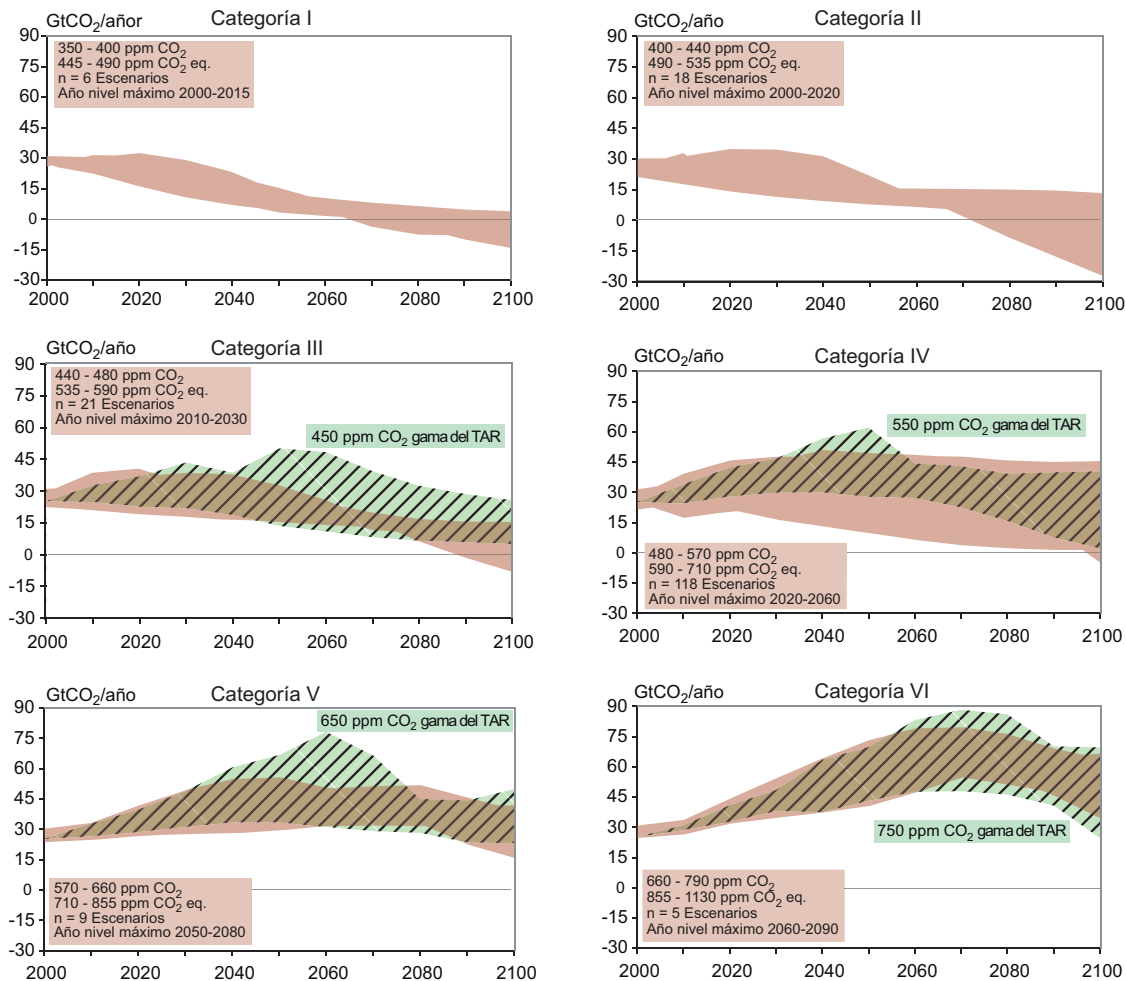 GtCO2/añor
Categoría I
90
75
60
45
30
15
0
-15
-30
350 - 400 ppm CO2
445 - 490 ppm CO2 eq.
n = 6 Escenarios
Año nivel máximo 2000-2015
2000 2020 2040 2060 2080 2100
GtCO2/año
Categoría II
90
75
60
45
30
15
0
-15
-30
400 - 440 ppm CO2
490 - 535 ppm CO2 eq.
n = 18 Escenarios
Año nivel máximo 2000-2020
2000 2020 2040 2060 2080 2100
GtCO2/año
Categoría III
90
75
60
45
30
15
0
-15
-30
440 - 480 ppm CO2
535 - 590 ppm CO2 eq.
n = 21 Escenarios
Año nivel máximo 2010-2030
450 ppm CO2 gama del TAR
2000 2020 2040 2060 2080 2100
GtCO2/año
Categoría IV
90
75
60
45
30
15
0
-15
-30
550 ppm CO2 gama del TAR
480 - 570 ppm CO2
590 - 710 ppm CO2 eq.
n = 118 Escenarios
Año nivel máximo 2020-2060
2000 2020 2040 2060 2080 2100
GtCO2/año
Categoría V
90
75
60
45
30
15
0
-15
-30
650 ppm CO2 gama del TAR
570 - 660 ppm CO2
710 - 855 ppm CO2 eq.
n = 9 Escenarios
Año nivel máximo 2050-2080
2000 2020 2040 2060 2080 2100
GtCO2/año
Categoría VI
90
75
60
45
30
15
0
-15
-30
750 ppm CO2 gama del TAR
660 - 790 ppm CO2
855 - 1130 ppm CO2 eq.
n = 5 Escenarios
Año nivel máximo 2060-2090
2000 2020 2040 2060 2080 2100